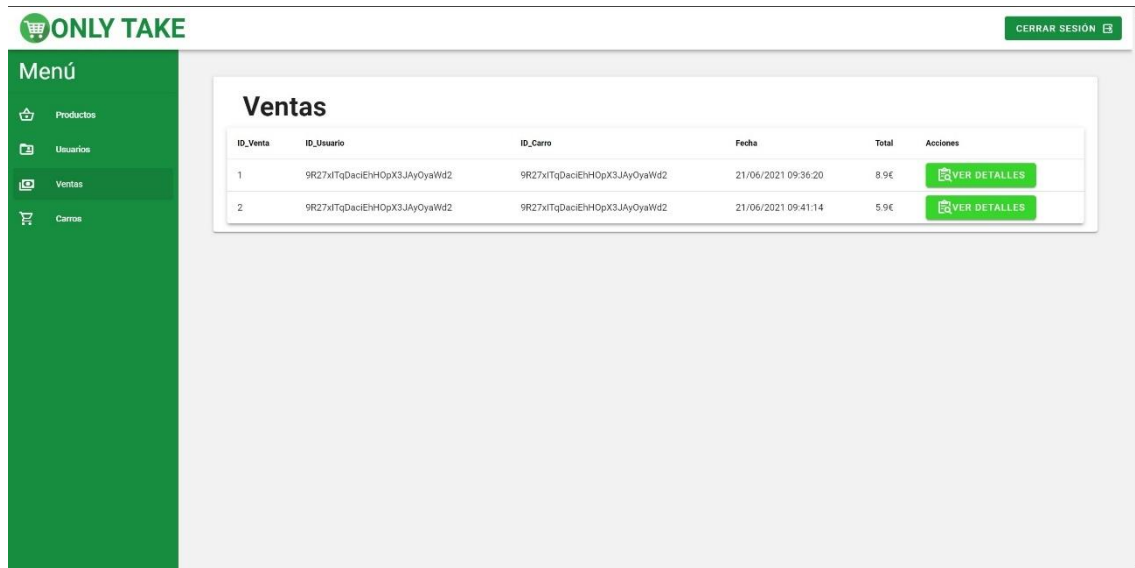 ONLY TAKE
CERRAR SESIÓN
Menú
Productos
Usuarios
Ventas
Carros
Ventas
ID_Venta ID_Usuario ID_Carro Fecha Total Acciones
1 9R27xITqDaciEhHOpX3JAyOyaWd2 9R27xITqDaciEhHOpX3JAyOyaWd2 21/06/2021 09:36:20 8.9€ VER DETALLES
2 9R27xITqDaciEhHOpX3JAyOyaWd2 9R27xITqDaciEhHOpX3JAyOyaWd2 21/06/2021 09:41:14 5.9€ VER DETALLES